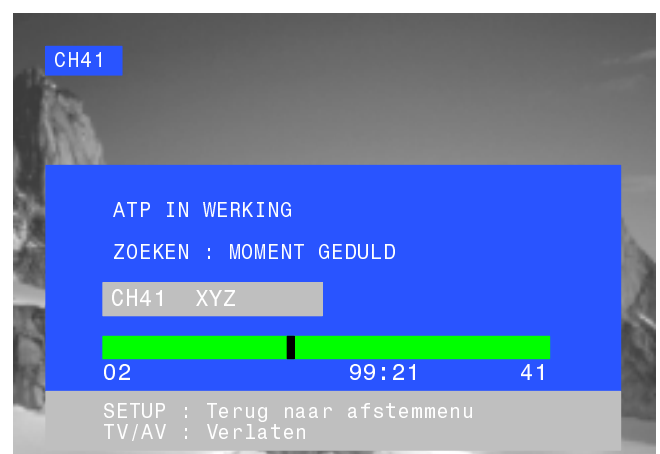 CH41
ATP IN WERKING
ZOEKEN : MOMENT GEDULD
CH41 XYZ
02 99:21 41
SETUP : Terug naar afstemmenu
TV/AV : Verlaten